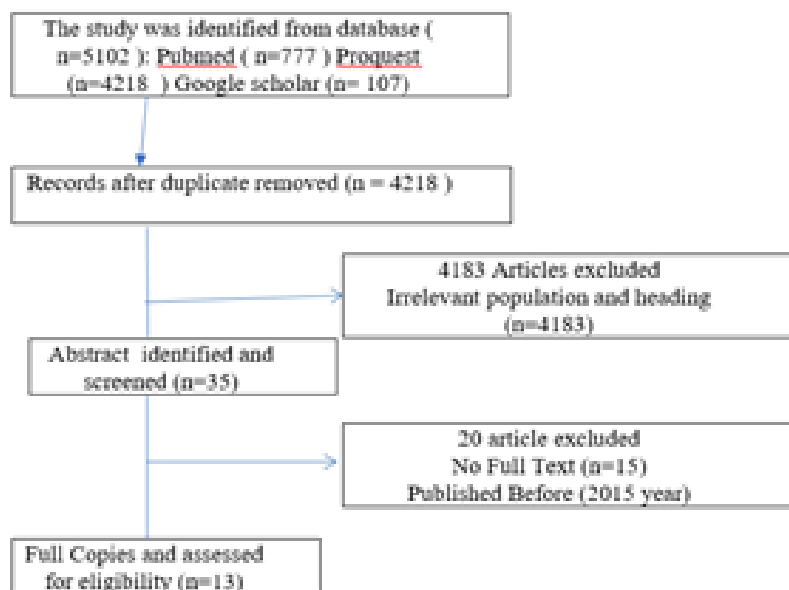 The study was identified from database (
n=5102 ): Pubmed ( n=777 ) Proquest
(n=4218 ) Google scholar (n= 107)
Records after duplicate removed (n = 4218 )
4183 Articles excluded
Irrelevant population and heading
(n=4183)
Abstract identified and
screened (n=35)
20 article excluded
No Full Text (n=15)
Published Before (2015 year)
Full Copies and assessed
for eligibility (n=13)